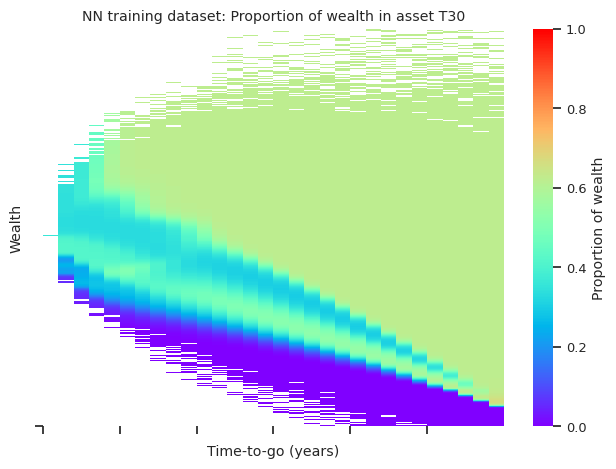 NN training dataset: Proportion of wealth in asset T30
Wealth
Time-to-go (years)
1.0
0.8
0.6
0.4
0.2
0.0
Proportion of wealth